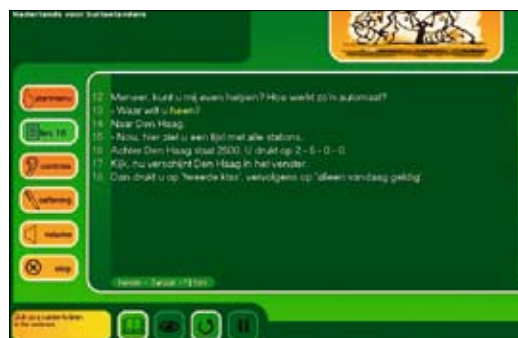 Nederlands voor buitenlanders
startmenu
les 16
controle
oefening
volume
stop
12 Meneer, kunt u mij even helpen? Hoe werkt zo'n automaat?
13 - Waar wilt u heen?
14 Naar Den Haag.
15 - Nou, hier ziet u een lijst met alle stations.
16 Achter Den Haag staat 2500. U drukt op 2 - 5 - 0 - 0.
17 Kijk, nu verschijnt Den Haag in het venster.
18 Dan drukt u op 'tweede klas', vervolgens op 'alleen vandaag geldig'.